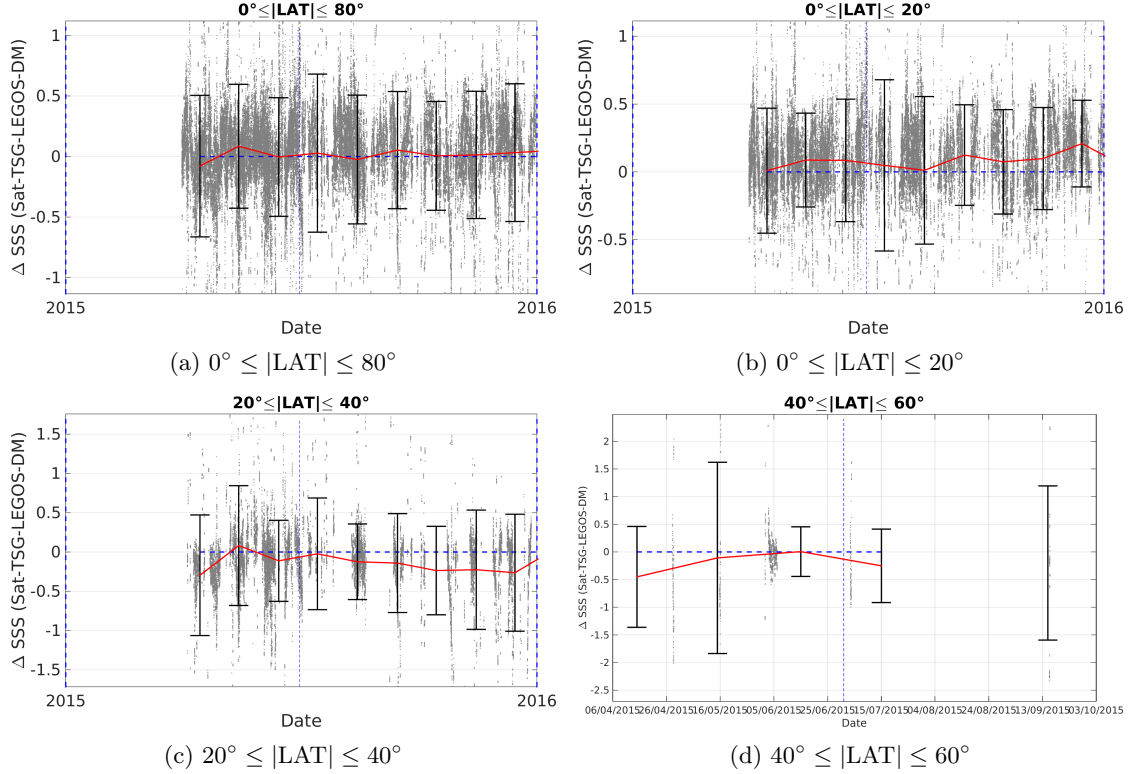 0°≤|LAT|≤ 80°
Δ SSS (Sat-TSG-LEGOS-DM)
1
0.5
0
-0.5
-1
2015
2016
Date
(a) 0° ≤ |LAT| ≤ 80°
0°≤|LAT|≤ 20°
Δ SSS (Sat-TSG-LEGOS-DM)
1
0.5
0
-0.5
2015
2016
Date
(b) 0° ≤ |LAT| ≤ 20°
20°≤|LAT|≤ 40°
Δ SSS (Sat-TSG-LEGOS-DM)
1.5
1
0.5
0
-0.5
-1
-1.5
2015
2016
Date
(c) 20° ≤ |LAT| ≤ 40°
40°≤|LAT|≤ 60°
Δ SSS (Sat-TSG-LEGOS-DM)
2
1.5
1
0.5
0
-0.5
-1
-1.5
-2
-2.5
06/04/2015 26/04/2015 16/05/2015 05/06/2015 25/06/2015 15/07/2015 04/08/2015 24/08/2015 13/09/2015 03/10/2015
Date
(d) 40° ≤ |LAT| ≤ 60°